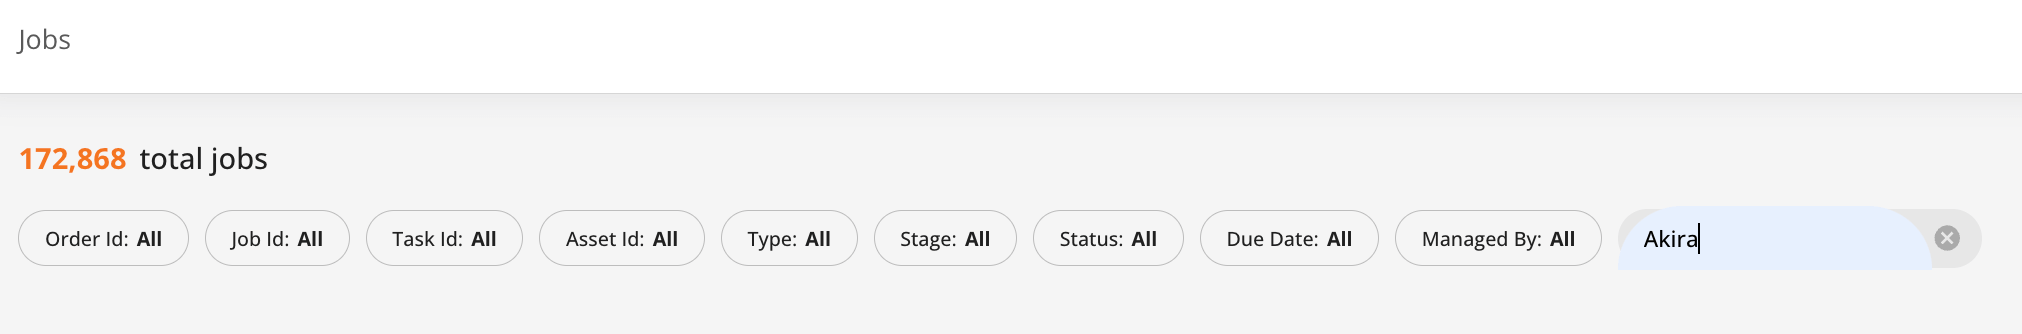 Jobs
172,868 total jobs
Order Id: All Job Id: All Task Id: All Asset Id: All Type: All Stage: All Status: All Due Date: All Managed By: All Akira